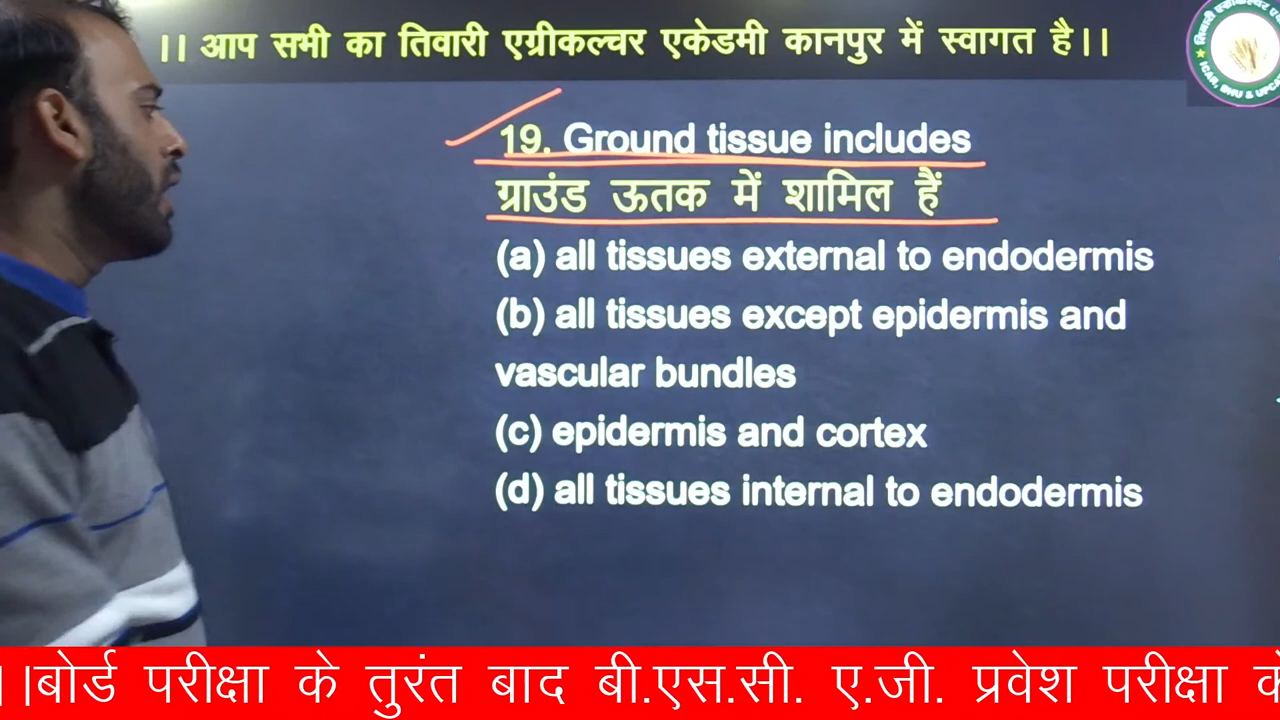 ।। आप सभी का तिवारी एग्रीकल्चर एकेडमी कानपुर में स्वागत है।।
ICAR, BHU &
19. Ground tissue includes
ग्राउंड ऊतक में शामिल हैं
(a) all tissues external to endodermis
(b) all tissues except epidermis and
vascular bundles
(c) epidermis and cortex
(d) all tissues internal to endodermis
।।बोर्ड परीक्षा के तुरंत बाद बी.एस.सी. ए.जी. प्रवेश परीक्षा